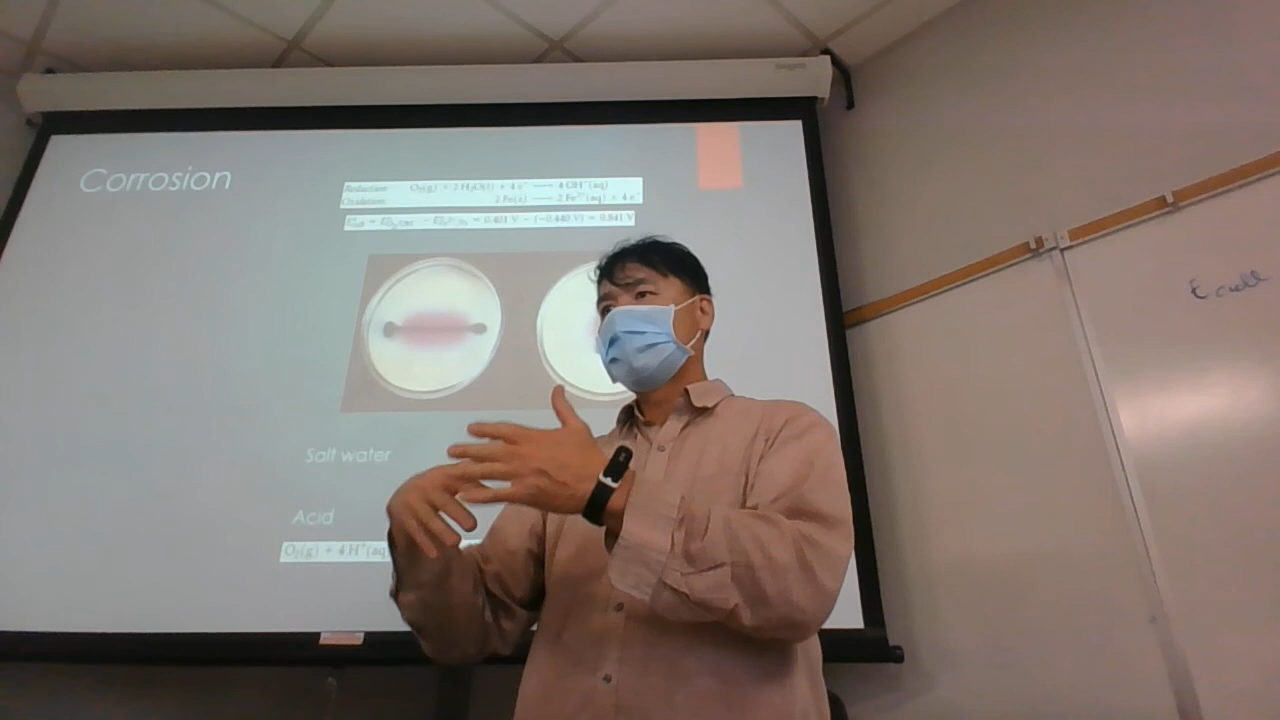 Corrosion
Reduction: O₂(g) + 2 H₂O(l) + 4 e⁻ ⟶ 4 OH⁻(aq)
Oxidation: 2 Fe(s) ⟶ 2 Fe²⁺(aq) + 4 e⁻
= 0.401 V − (−0.440 V) = 0.841 V
Salt water
Acid
O₂(g) + 4 H⁺(aq
E cell